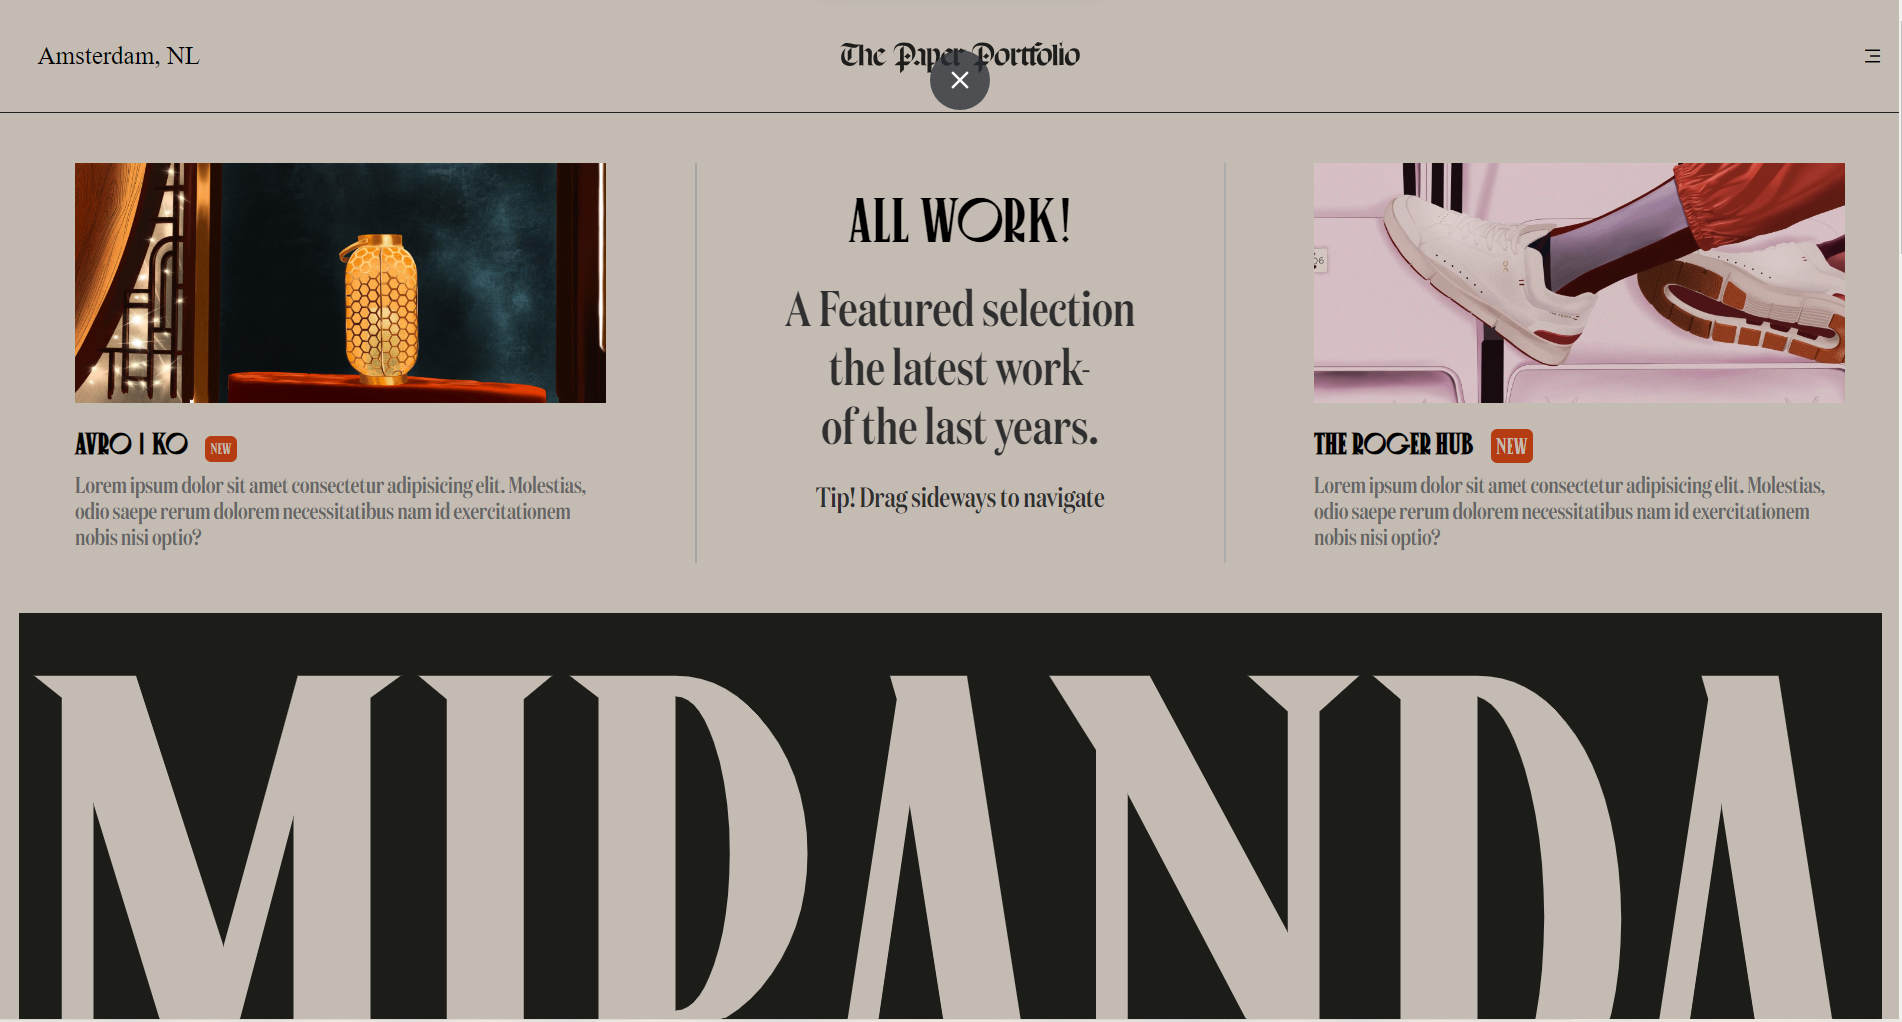 Amsterdam, NL
The Paper Portfolio
ALL WORK!
A Featured selection
the latest work-
of the last years.
Tip! Drag sideways to navigate
AVRO | KO NEW
Lorem ipsum dolor sit amet consectetur adipisicing elit. Molestias,
odio saepe rerum dolorem necessitatibus nam id exercitationem
nobis nisi optio?
THE ROGER HUB NEW
Lorem ipsum dolor sit amet consectetur adipisicing elit. Molestias,
odio saepe rerum dolorem necessitatibus nam id exercitationem
nobis nisi optio?